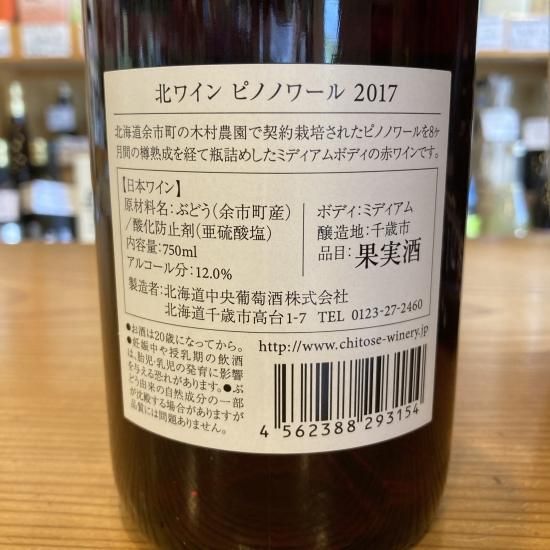 北ワイン ピノノワール 2017
北海道余市町の木村農園で契約栽培されたピノノワールを8ケ
月間の樽熟成を経て瓶詰めしたミディアムボディの赤ワインです。
【日本ワイン】
原材料名:ぶどう(余市町産)
/酸化防止剤(亜硫酸塩)
内容量:750ml
アルコール分:12.0%
ボディ:ミディアム
醸造地:千歳市
品目:果実酒
製造者:北海道中央葡萄酒株式会社
北海道千歳市高台1-7 TEL 0123-27-2460
●お酒は20歳になってから。
●妊娠中や授乳期の飲酒
は、胎児・乳児の発育に影響
を与える恐れがあります。●ぶ
どう由来の自然成分の一部
が沈殿する場合がありますが
品質には問題ありません。
http://www.chitose-winery.jp
4 562388 293154